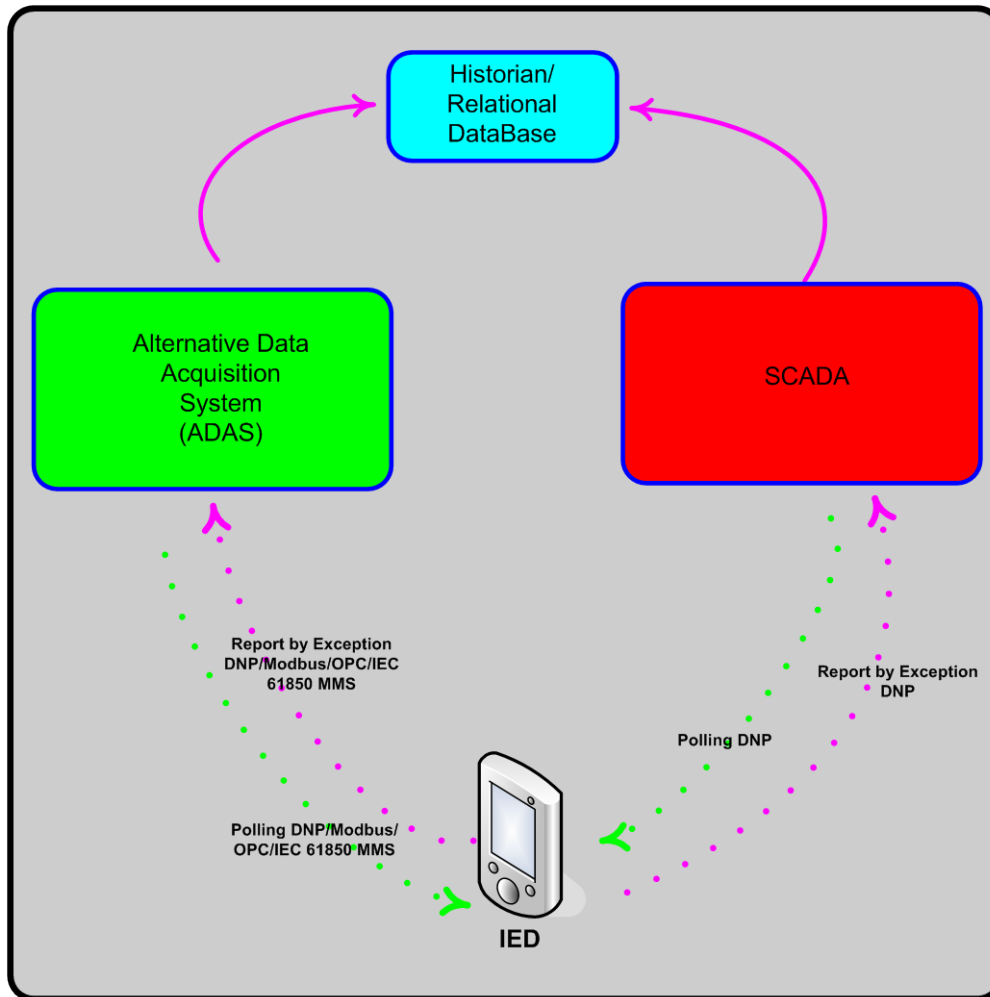 Historian/
Relational
DataBase
Alternative Data
Acquisition
System
(ADAS)
SCADA
Report by Exception
DNP/Modbus/OPC/IEC
61850 MMS
Report by Exception
DNP
Polling DNP
Polling DNP/Modbus/
OPC/IEC 61850 MMS
IED